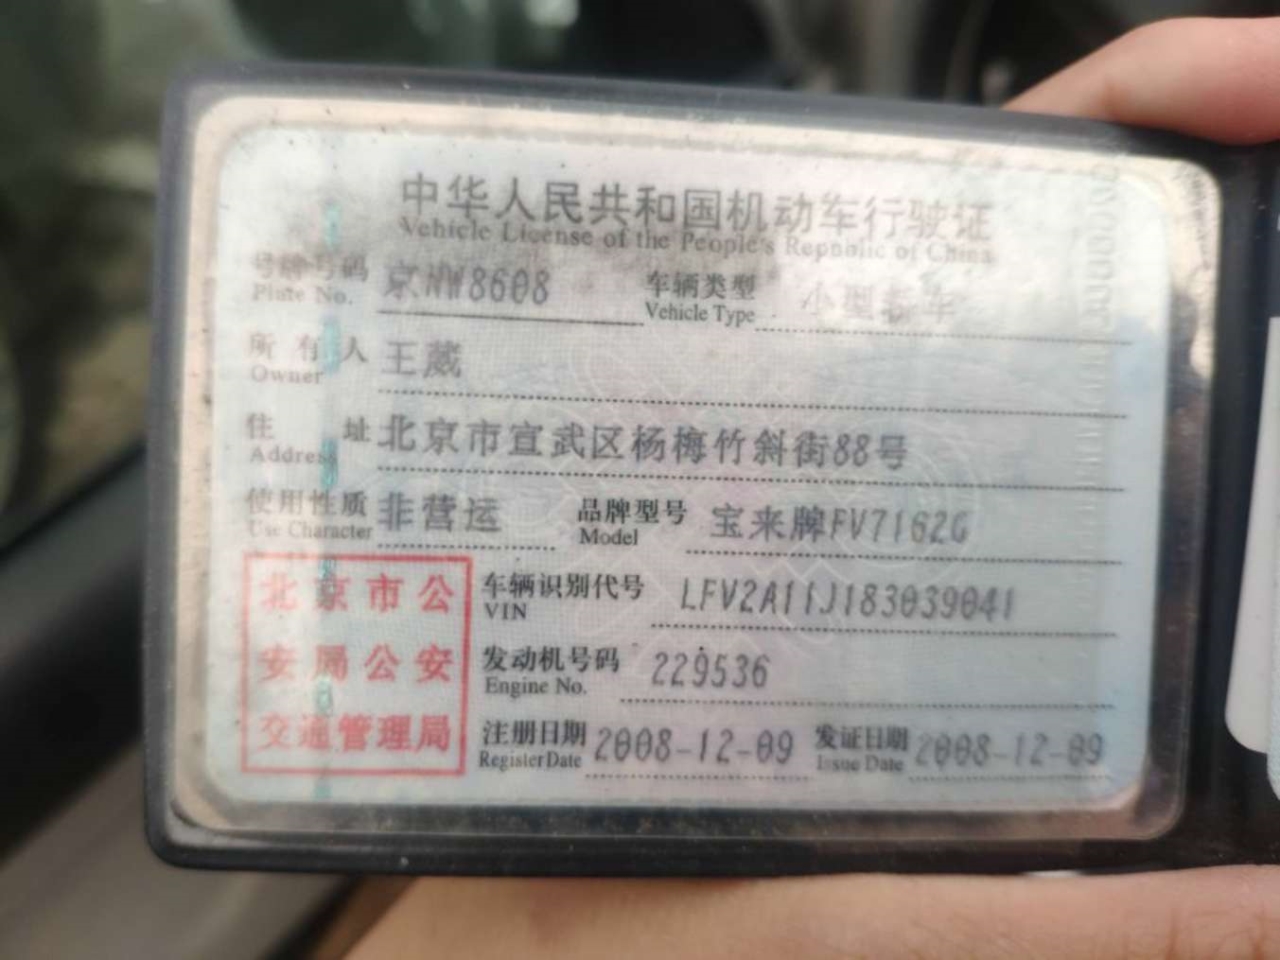 中华人民共和国机动车行驶证
Vehicle License of the People's Republic of China
号牌号码 京NW8608 车辆类型 小型轿车
Plate No. Vehicle Type
所有人 王葳
Owner
住址 北京市宣武区杨梅竹斜街88号
Address
使用性质 非营运 品牌型号 宝来牌FV7162G
Use Character Model
北京市公
安局公安
交通管理局
车辆识别代号 LFV2A11J183039041
VIN
发动机号码 229536
Engine No.
注册日期 2008-12-09 发证日期 2008-12-09
Register Date Issue Date